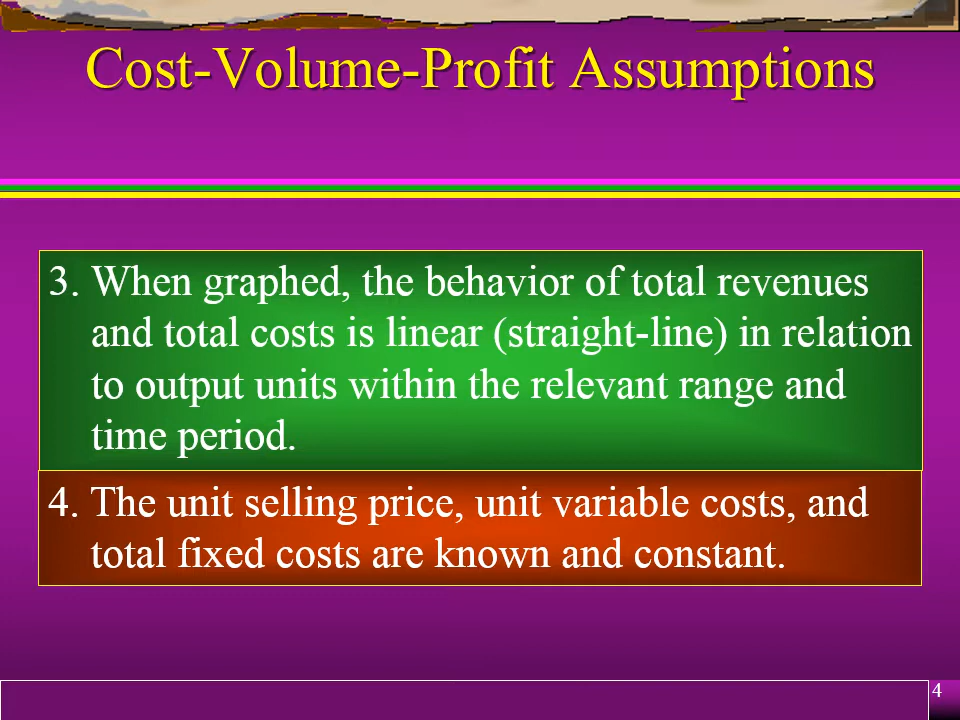 Cost-Volume-Profit Assumptions
3. When graphed, the behavior of total revenues
and total costs is linear (straight-line) in relation
to output units within the relevant range and
time period.
4. The unit selling price, unit variable costs, and
total fixed costs are known and constant.
4